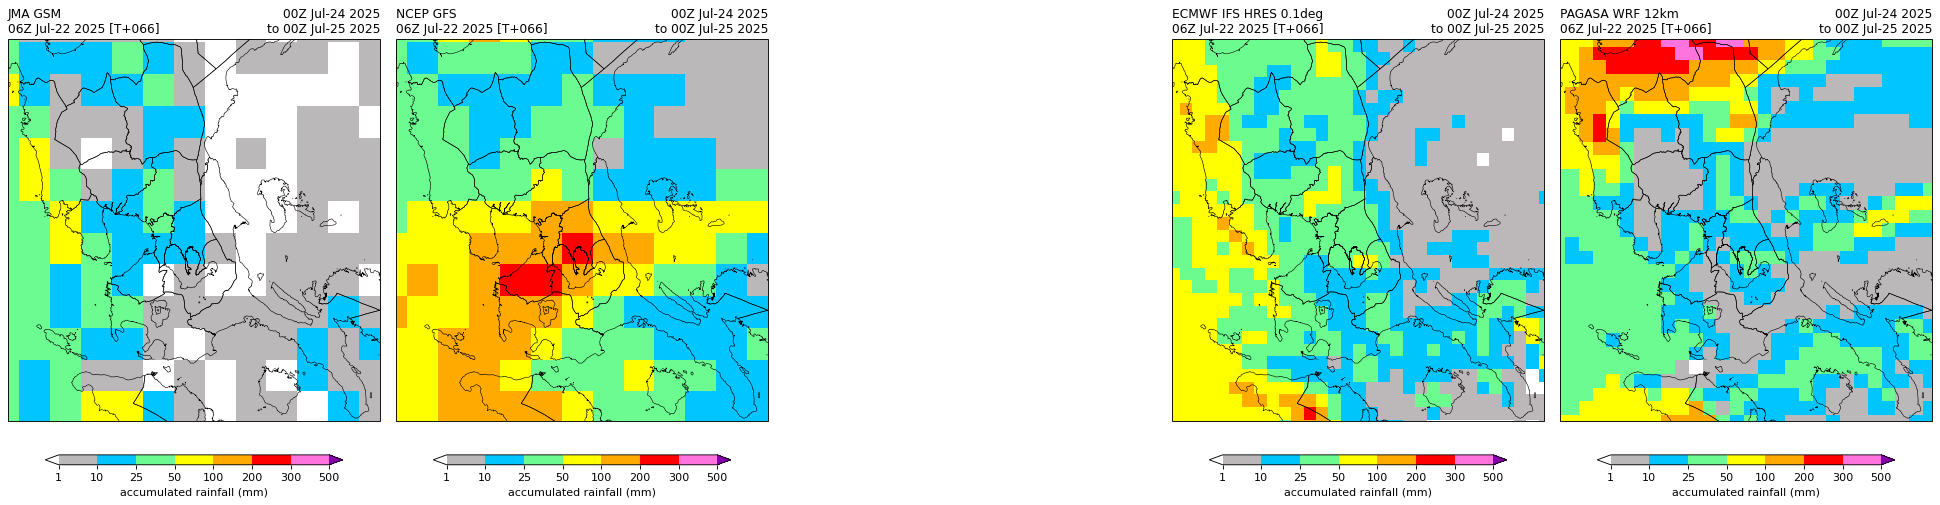 JMA GSM 00Z Jul-24 2025
06Z Jul-22 2025 [T+066] to 00Z Jul-25 2025
1 10 25 50 100 200 300 500
accumulated rainfall (mm)
NCEP GFS 00Z Jul-24 2025
06Z Jul-22 2025 [T+066] to 00Z Jul-25 2025
1 10 25 50 100 200 300 500
accumulated rainfall (mm)
ECMWF IFS HRES 0.1deg 00Z Jul-24 2025
06Z Jul-22 2025 [T+066] to 00Z Jul-25 2025
1 10 25 50 100 200 300 500
accumulated rainfall (mm)
PAGASA WRF 12km 00Z Jul-24 2025
06Z Jul-22 2025 [T+066] to 00Z Jul-25 2025
1 10 25 50 100 200 300 500
accumulated rainfall (mm)